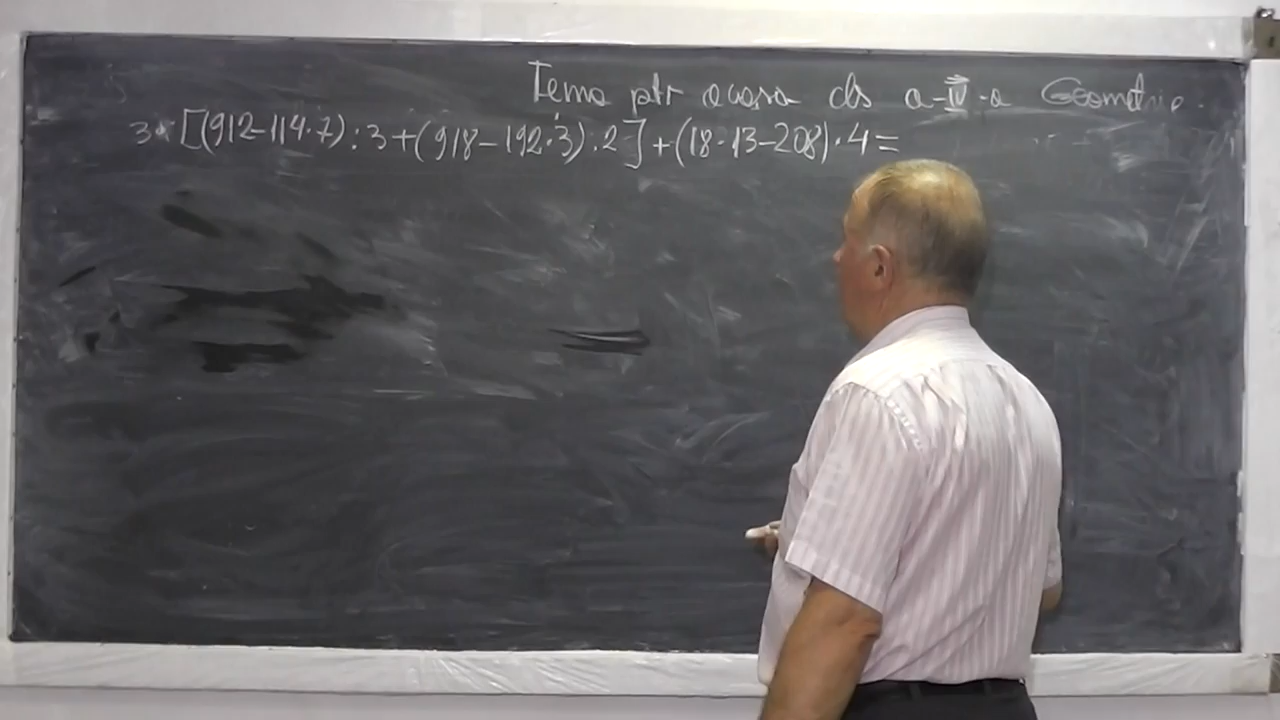 Tema ptr acasa cls a-IV-a Geometrie.
3·[(912-114·7):3+(918-192·3):2]+(18·13-208)·4=